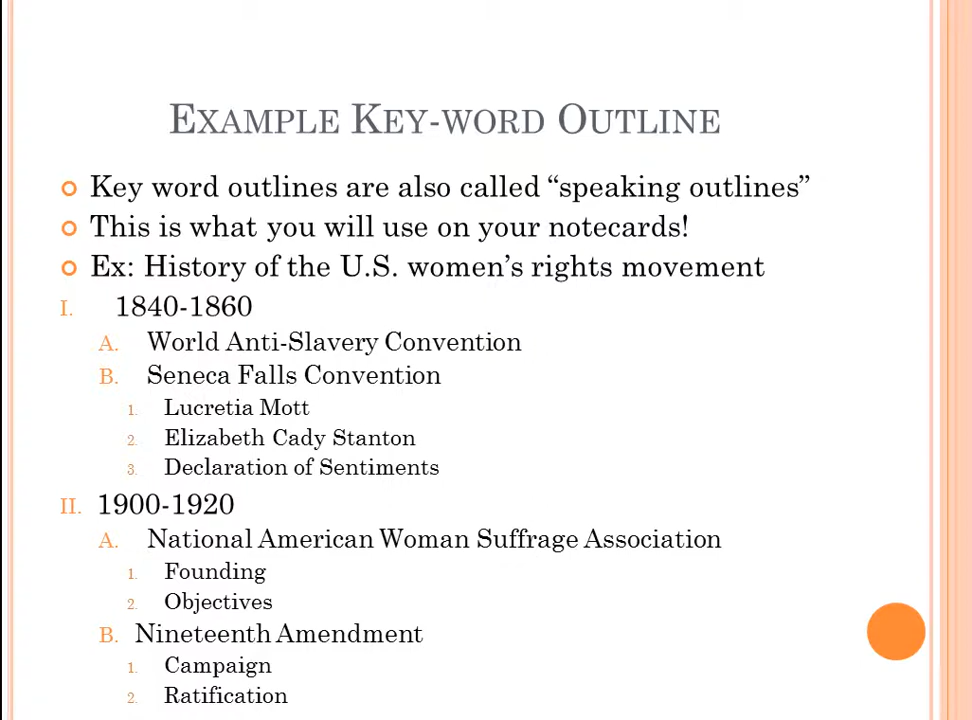 Example Key-word Outline
Key word outlines are also called “speaking outlines”
This is what you will use on your notecards!
Ex: History of the U.S. women’s rights movement
I. 1840-1860
A. World Anti-Slavery Convention
B. Seneca Falls Convention
1. Lucretia Mott
2. Elizabeth Cady Stanton
3. Declaration of Sentiments
II. 1900-1920
A. National American Woman Suffrage Association
1. Founding
2. Objectives
B. Nineteenth Amendment
1. Campaign
2. Ratification